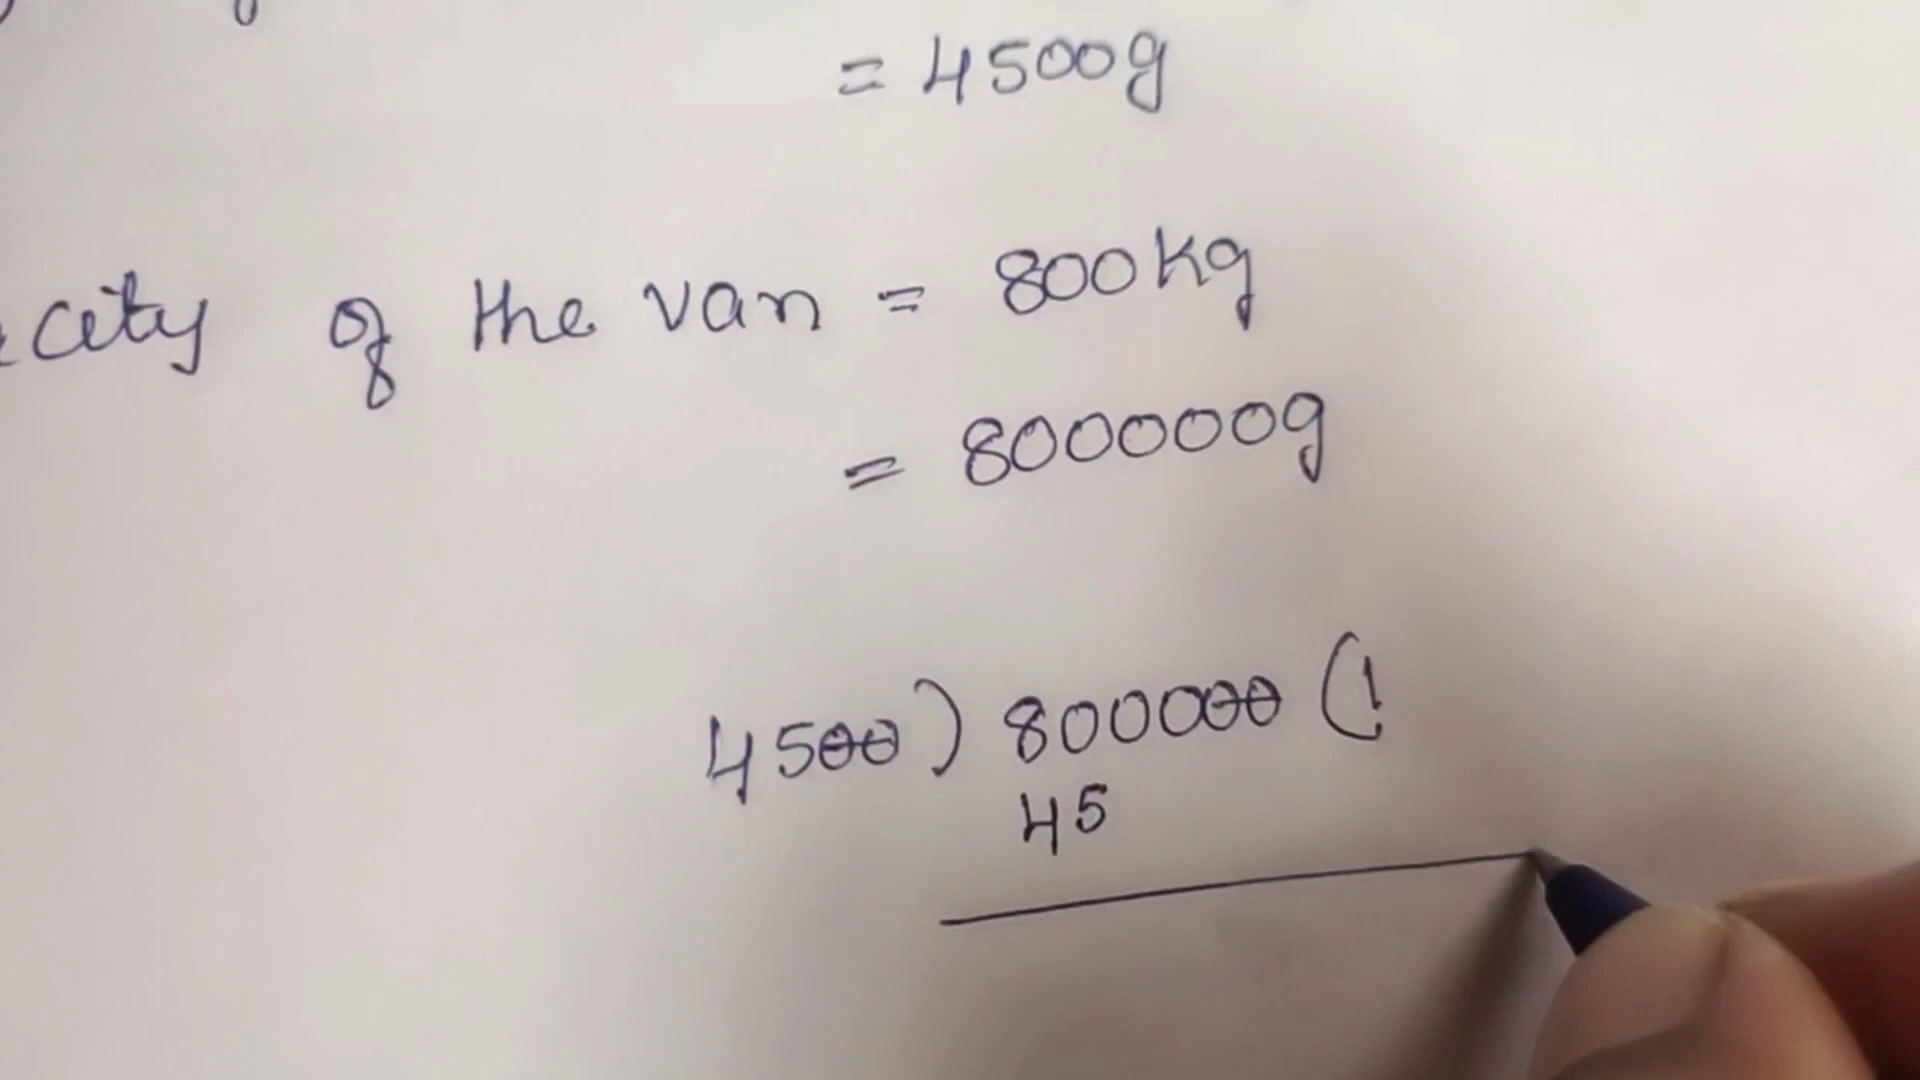 = 4500g
city of the van = 800kg
= 800000g
4500) 800000 (1
45